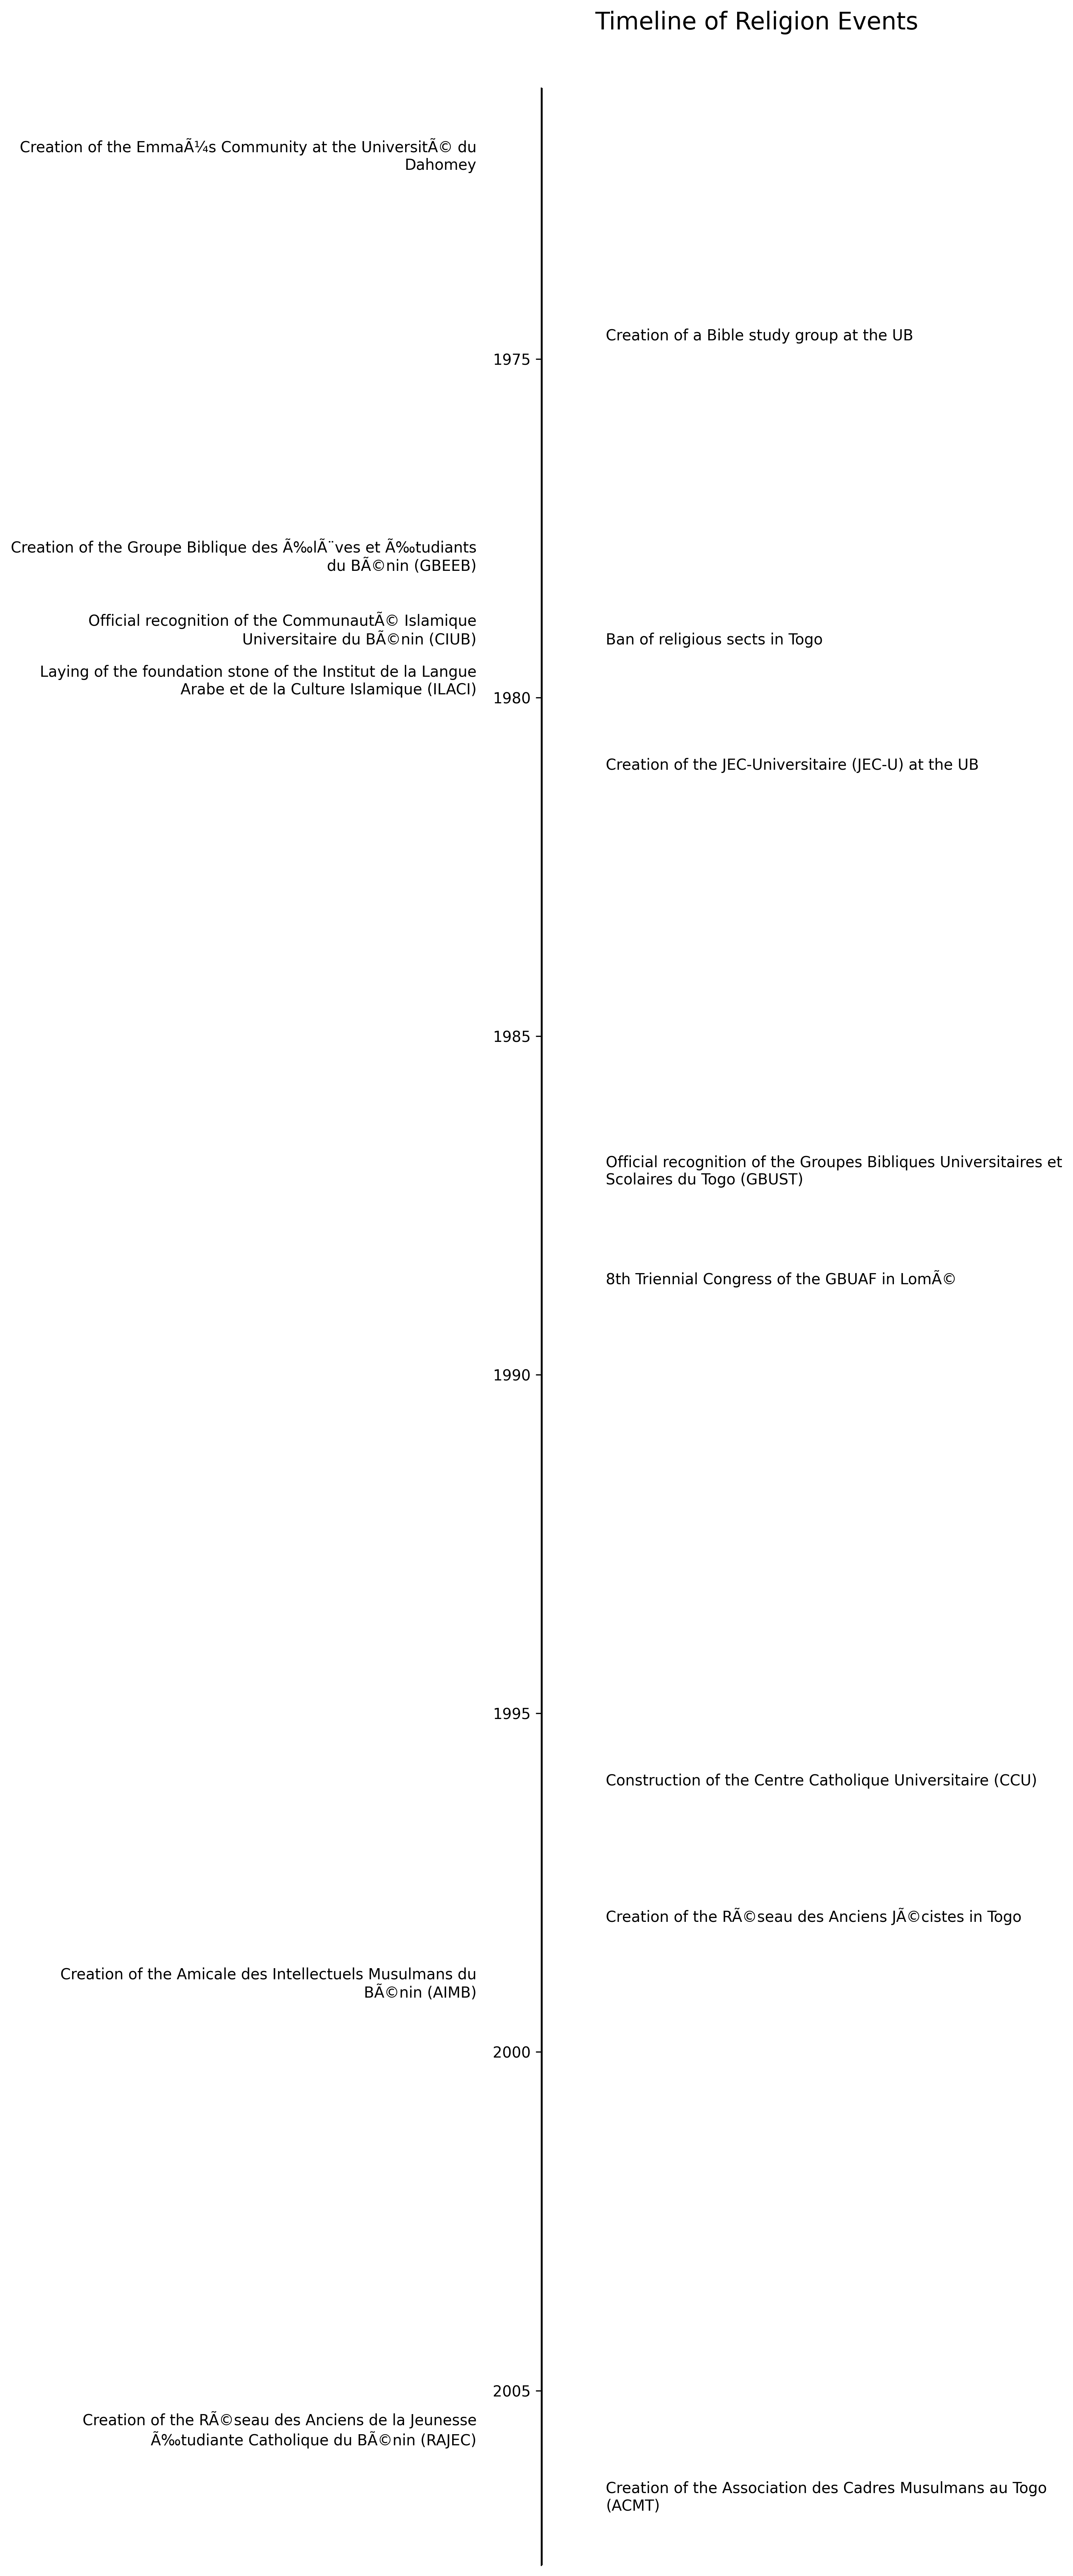 Timeline of Religion Events
Creation of the EmmaÃ¼s Community at the UniversitÃ© du
Dahomey
Creation of a Bible study group at the UB
1975
Creation of the Groupe Biblique des Ã‰lÃ¨ves et Ã‰tudiants
du BÃ©nin (GBEEB)
Official recognition of the CommunautÃ© Islamique
Universitaire du BÃ©nin (CIUB)
Ban of religious sects in Togo
Laying of the foundation stone of the Institut de la Langue
Arabe et de la Culture Islamique (ILACI)
1980
Creation of the JEC-Universitaire (JEC-U) at the UB
1985
Official recognition of the Groupes Bibliques Universitaires et
Scolaires du Togo (GBUST)
8th Triennial Congress of the GBUAF in LomÃ©
1990
1995
Construction of the Centre Catholique Universitaire (CCU)
Creation of the RÃ©seau des Anciens JÃ©cistes in Togo
Creation of the Amicale des Intellectuels Musulmans du
BÃ©nin (AIMB)
2000
2005
Creation of the RÃ©seau des Anciens de la Jeunesse
Ã‰tudiante Catholique du BÃ©nin (RAJEC)
Creation of the Association des Cadres Musulmans au Togo
(ACMT)